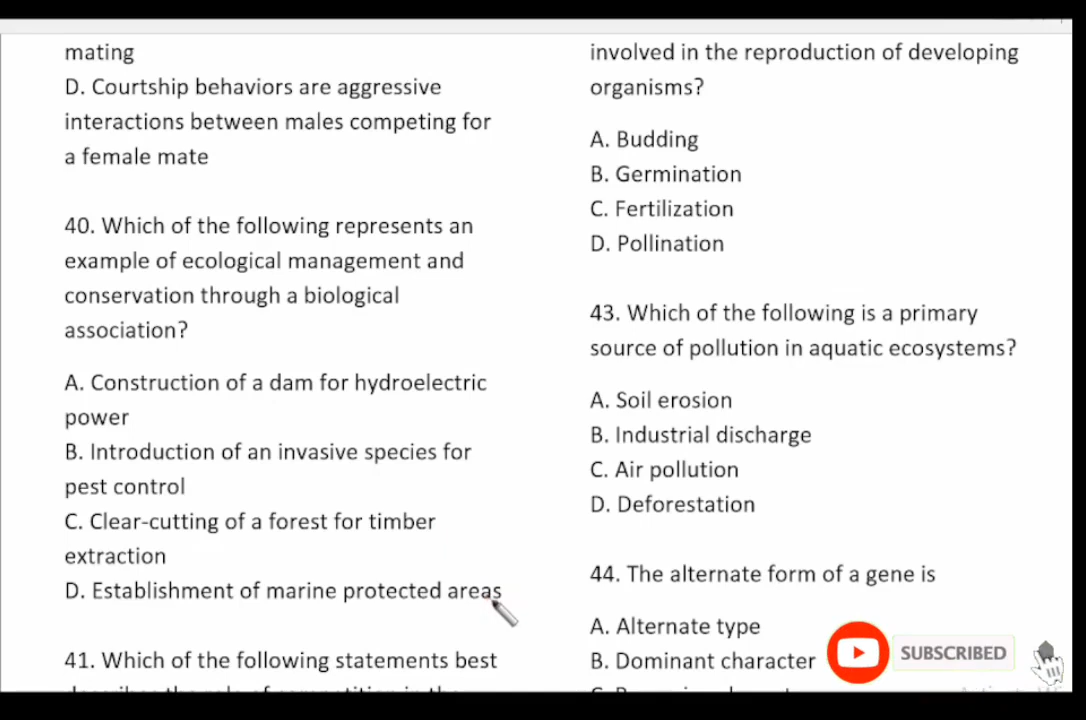 mating
D. Courtship behaviors are aggressive
interactions between males competing for
a female mate
40. Which of the following represents an
example of ecological management and
conservation through a biological
association?
A. Construction of a dam for hydroelectric
power
B. Introduction of an invasive species for
pest control
C. Clear-cutting of a forest for timber
extraction
D. Establishment of marine protected areas
41. Which of the following statements best
involved in the reproduction of developing
organisms?
A. Budding
B. Germination
C. Fertilization
D. Pollination
43. Which of the following is a primary
source of pollution in aquatic ecosystems?
A. Soil erosion
B. Industrial discharge
C. Air pollution
D. Deforestation
44. The alternate form of a gene is
A. Alternate type
B. Dominant character
SUBSCRIBED